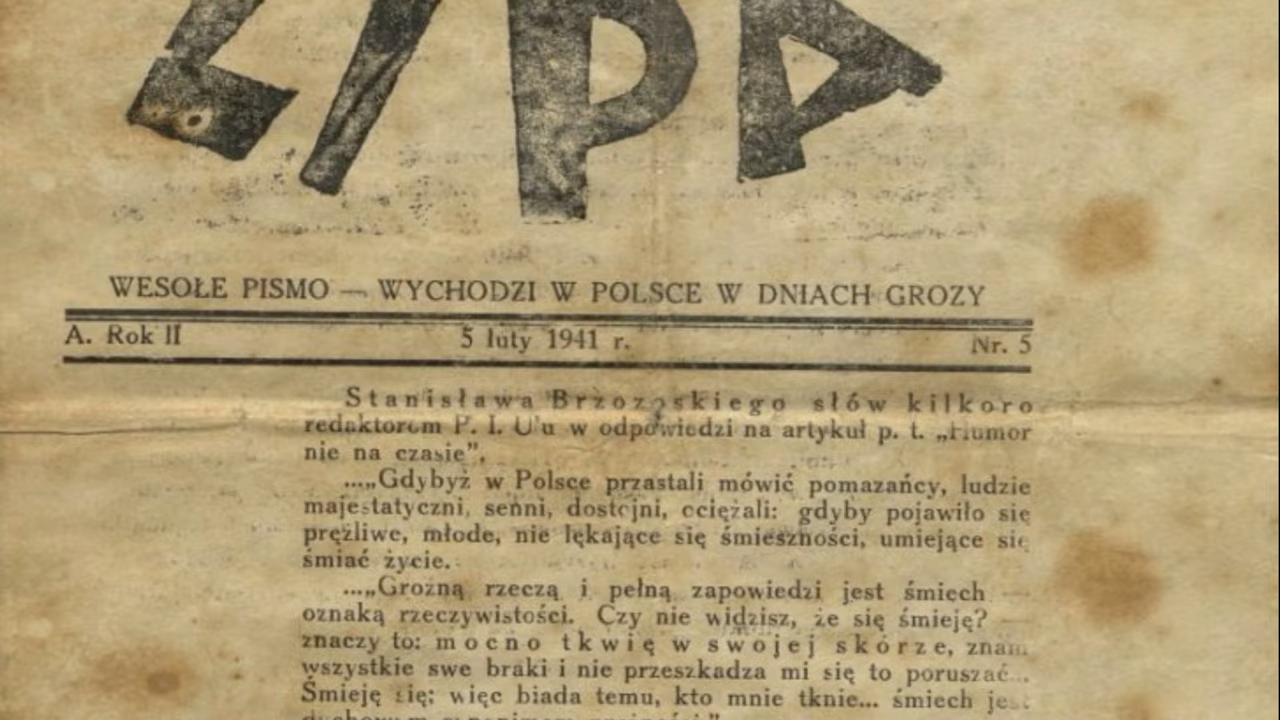 LIPA
WESOŁE PISMO — WYCHODZI W POLSCE W DNIACH GROZY
A. Rok II 5 luty 1941 r. Nr. 5
Stanisława Brzozowskiego słów kilkoro
redaktorom P. I. U'u w odpowiedzi na artykuł p. t. „Humor
nie na czasie".
...„Gdybyż w Polsce przastali mówić pomazańcy, ludzie
majestatyczni, senni, dostojni, ociężali: gdyby pojawiło się
prężliwe, młode, nie lękające się śmieszności, umiejące się
śmiać życie.
...„Groźną rzeczą i pełną zapowiedzi jest śmiech —
oznaką rzeczywistości. Czy nie widzisz, że się śmieję? —
znaczy to: mocno tkwię w swojej skórze, znam
wszystkie swe braki i nie przeszkadza mi się to poruszać...
Śmieję się; więc biada temu, kto mnie tknie... śmiech jest